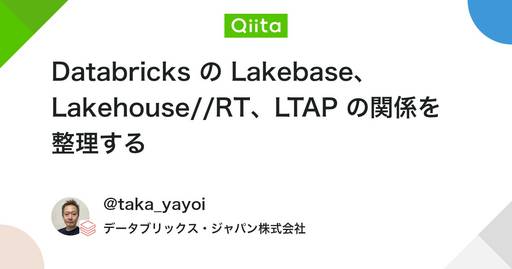 Qiita
Databricks の Lakebase、
Lakehouse//RT、LTAP の関係を
整理する
@taka_yayoi
データブリックス・ジャパン株式会社